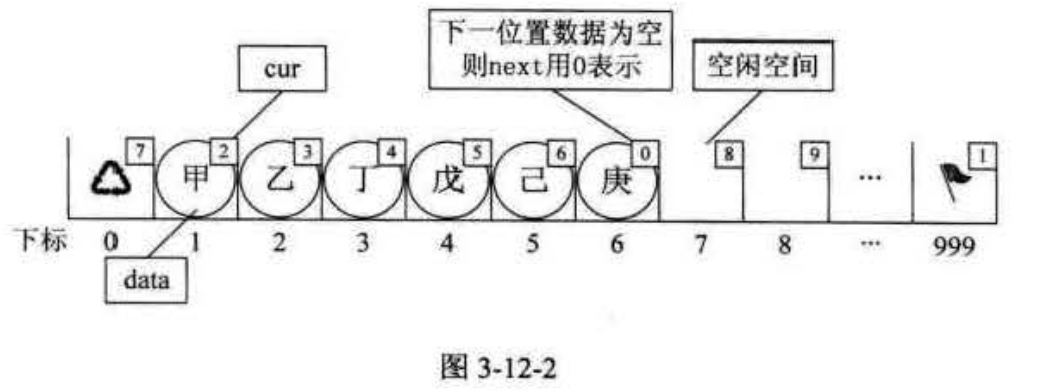 下一位置数据为空
则next用0表示
cur
空闲空间
7 2 3 4 5 6 0 8 9 1
甲 乙 丁 戊 己 庚 ...
下标 0 1 2 3 4 5 6 7 8 ... 999
data
图 3-12-2